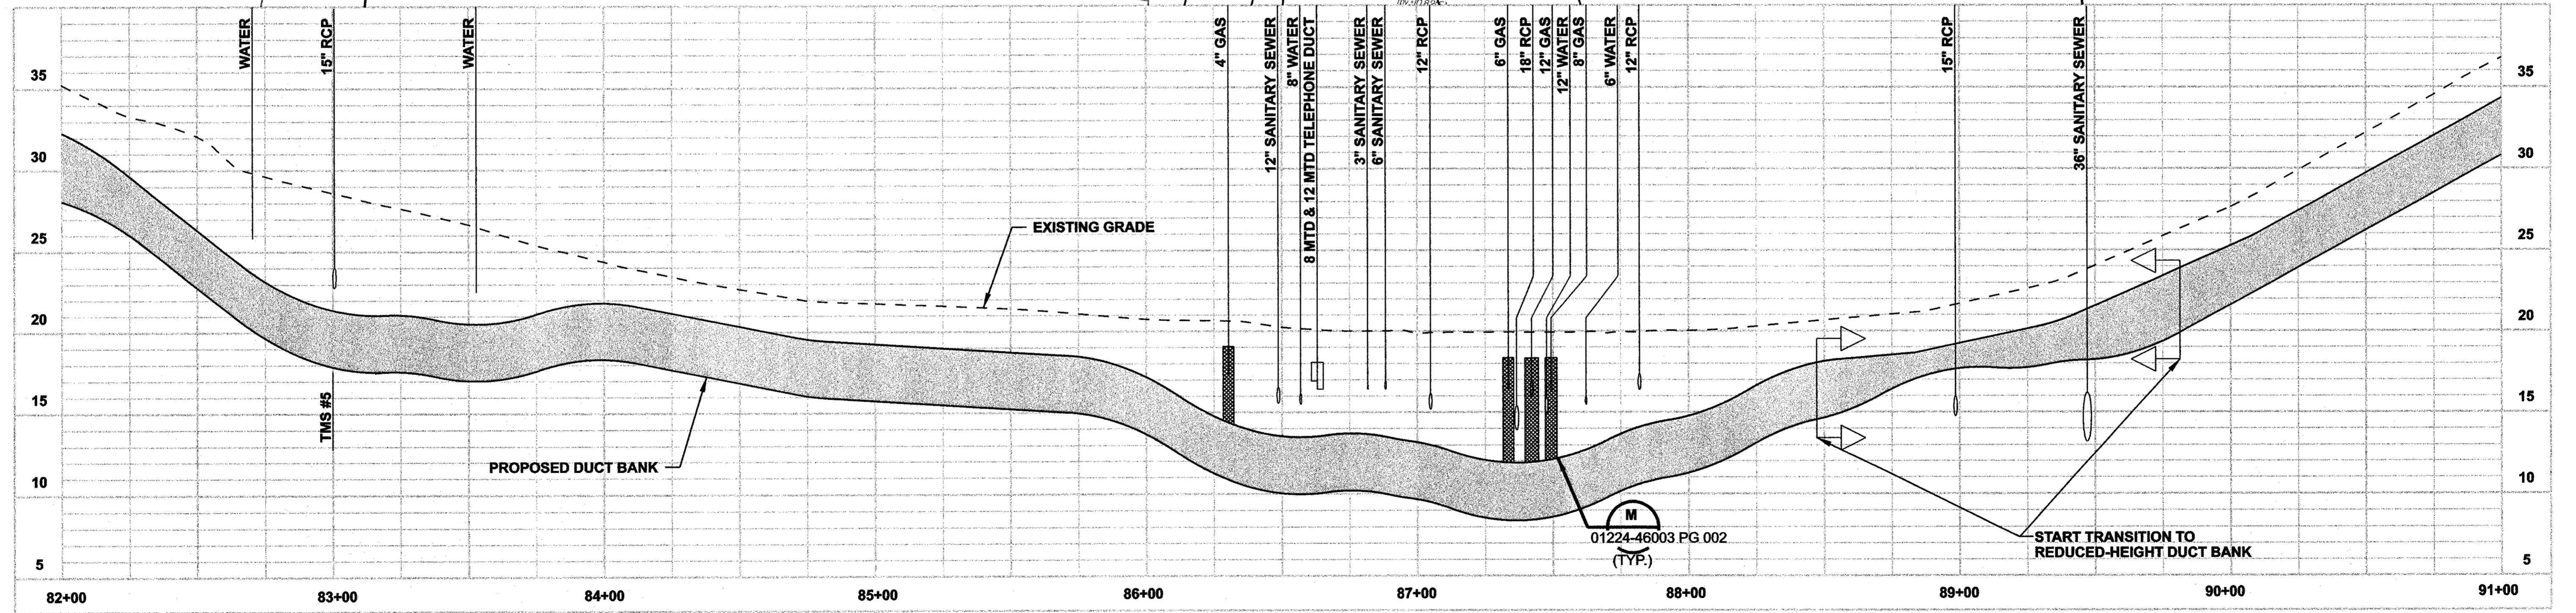 WATER
15" RCP
WATER
4" GAS
12" SANITARY SEWER
8" WATER
8 MTD & 12 MTD TELEPHONE DUCT
3" SANITARY SEWER
6" SANITARY SEWER
12" RCP
6" GAS
18" RCP
12" GAS
12" WATER
8" GAS
6" WATER
12" RCP
15" RCP
36" SANITARY SEWER
35
35
30
30
25
25
20
20
15
15
10
10
5
5
EXISTING GRADE
TMS #5
PROPOSED DUCT BANK
M
01224-46003 PG 002
(TYP.)
START TRANSITION TO
REDUCED-HEIGHT DUCT BANK
82+00
83+00
84+00
85+00
86+00
87+00
88+00
89+00
90+00
91+00